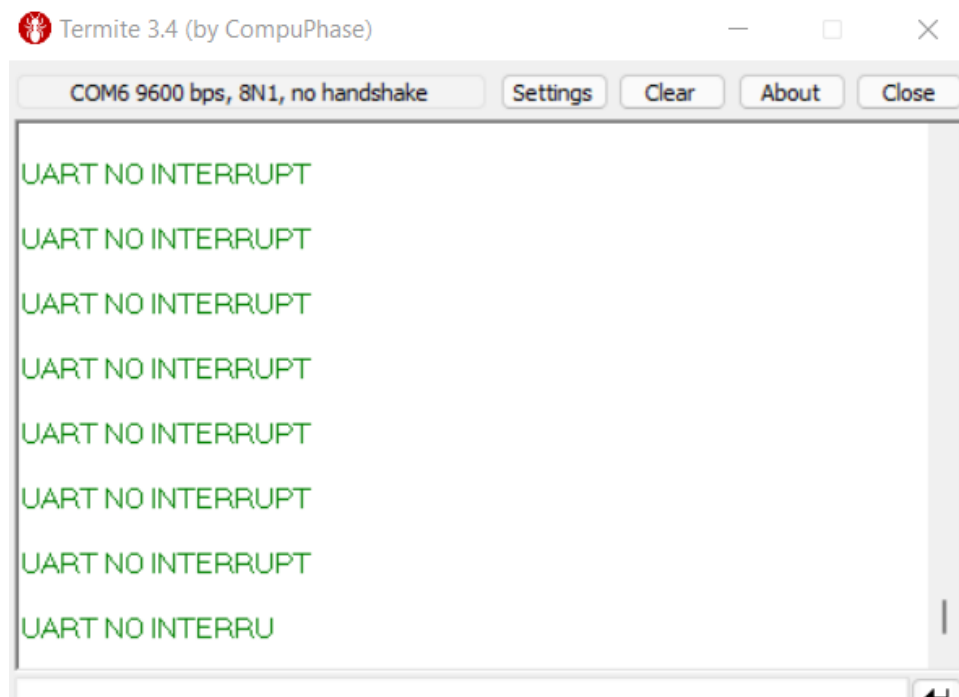 Termite 3.4 (by CompuPhase)
COM6 9600 bps, 8N1, no handshake Settings Clear About Close
UART NO INTERRUPT
UART NO INTERRUPT
UART NO INTERRUPT
UART NO INTERRUPT
UART NO INTERRUPT
UART NO INTERRUPT
UART NO INTERRUPT
UART NO INTERRU